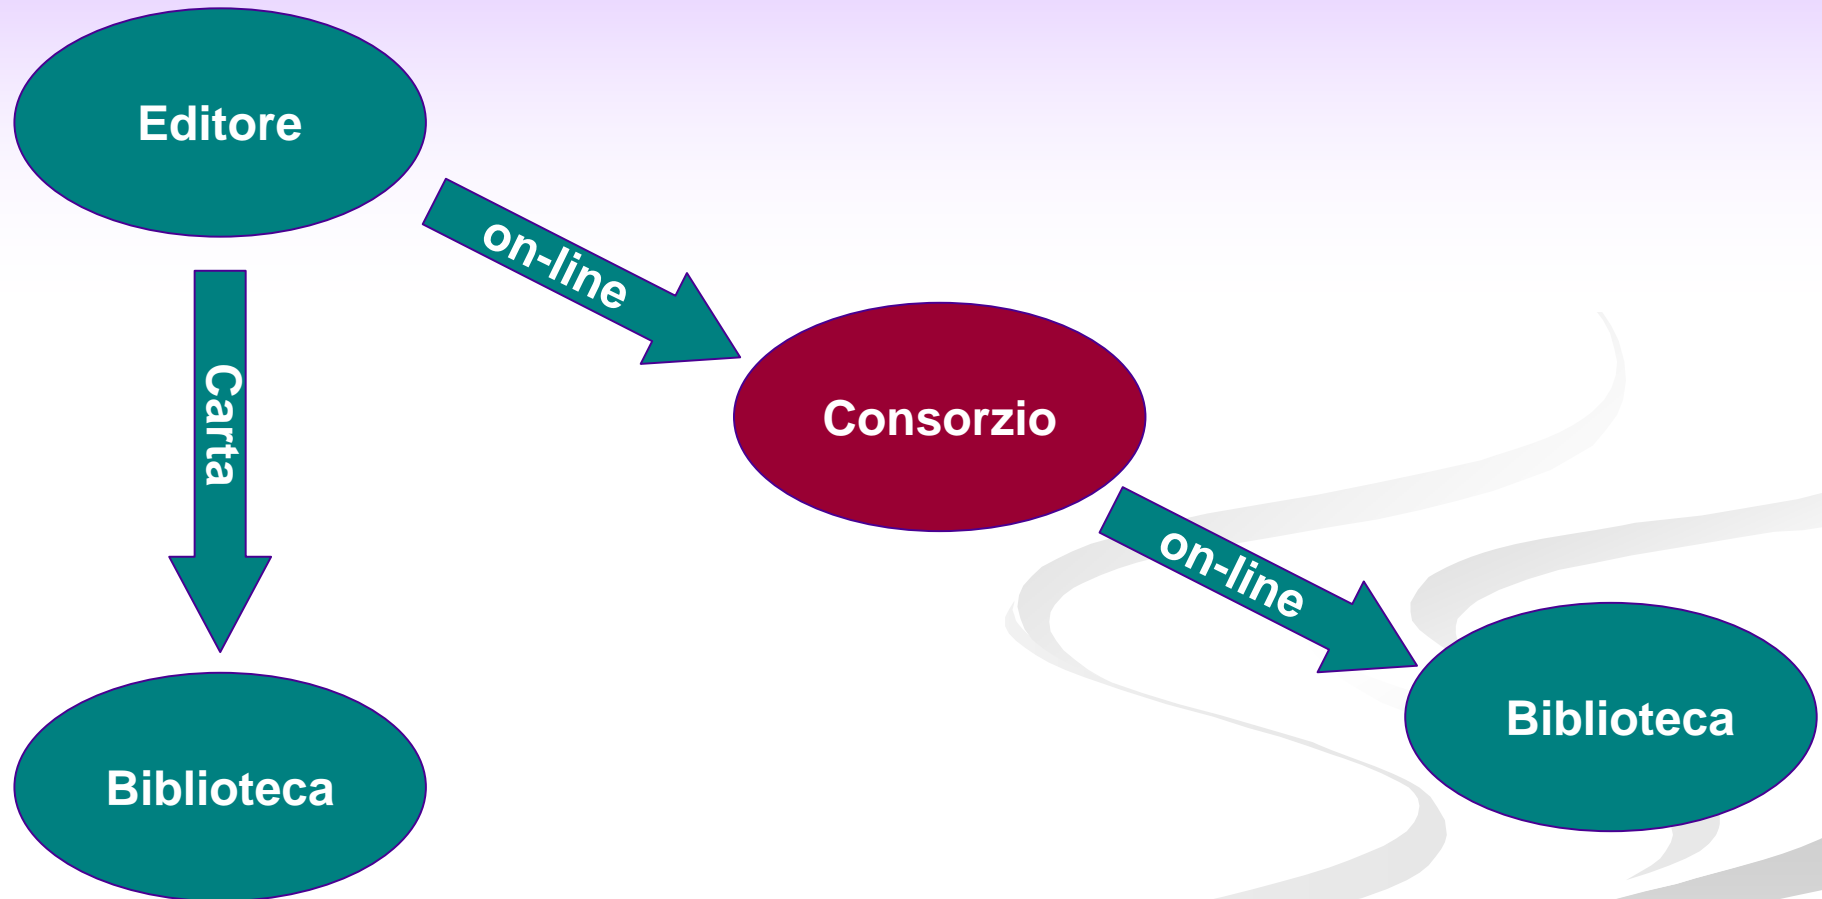 Editore
on-line
Carta
Consorzio
on-line
Biblioteca
Biblioteca